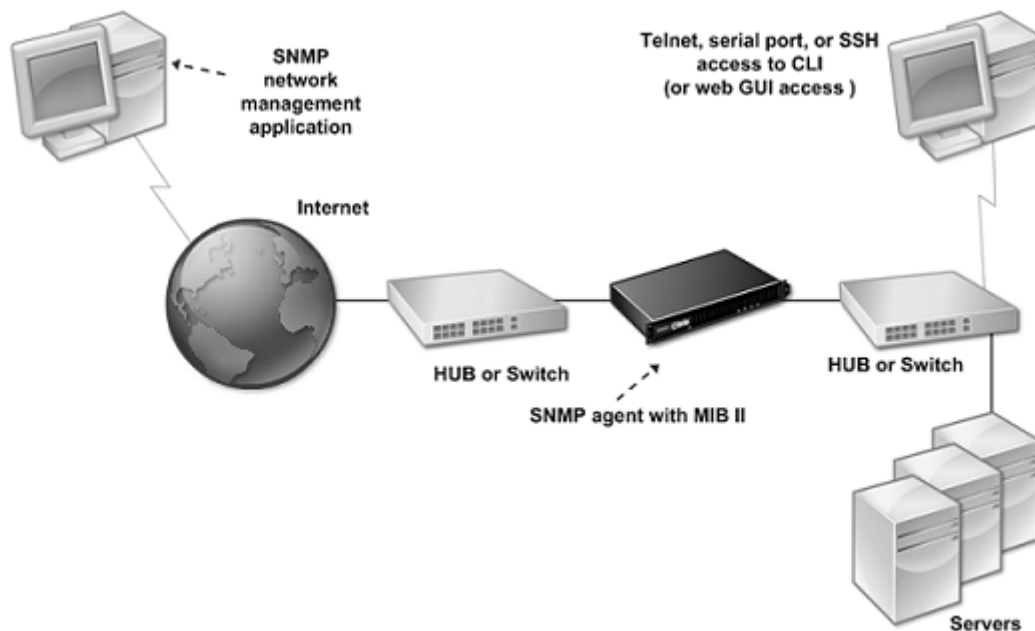 SNMP
network
management
application
Telnet, serial port, or SSH
access to CLI
(or web GUI access )
Internet
HUB or Switch
HUB or Switch
SNMP agent with MIB II
Servers